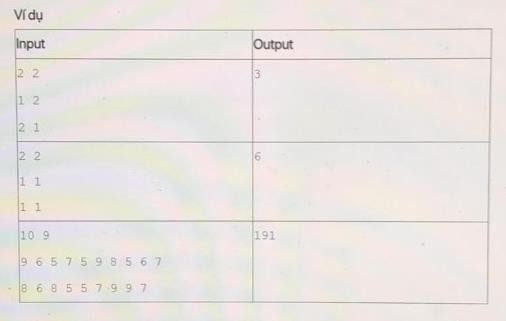 Ví dụ
Input Output
2 2 3
1 2
2 1
2 2 6
1 1
1 1
10 9 191
9 6 5 7 5 9 8 5 6 7
8 6 8 5 5 7 9 9 7